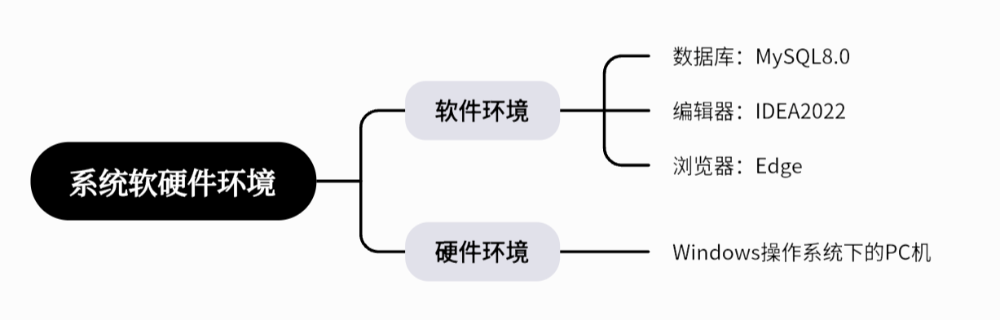 系统软硬件环境
软件环境
数据库：MySQL8.0
编辑器：IDEA2022
浏览器：Edge
硬件环境
Windows操作系统下的PC机